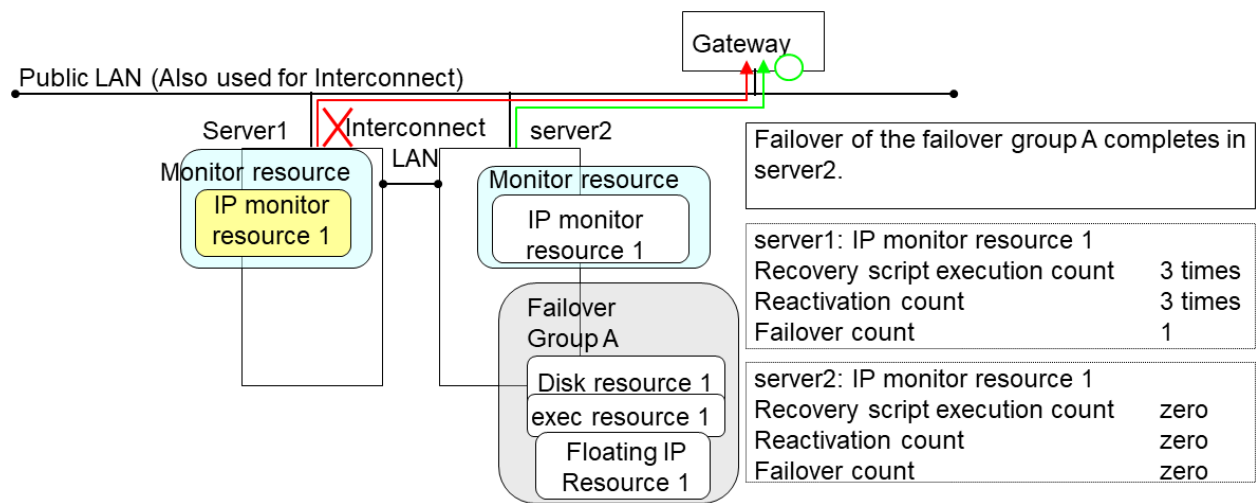 Gateway
Public LAN (Also used for Interconnect)
Server1
Interconnect
LAN
server2
Monitor resource
IP monitor
resource 1
Monitor resource
IP monitor
resource 1
Failover
Group A
Disk resource 1
exec resource 1
Floating IP
Resource 1
Failover of the failover group A completes in
server2.
server1: IP monitor resource 1
Recovery script execution count 3 times
Reactivation count 3 times
Failover count 1
server2: IP monitor resource 1
Recovery script execution count zero
Reactivation count zero
Failover count zero